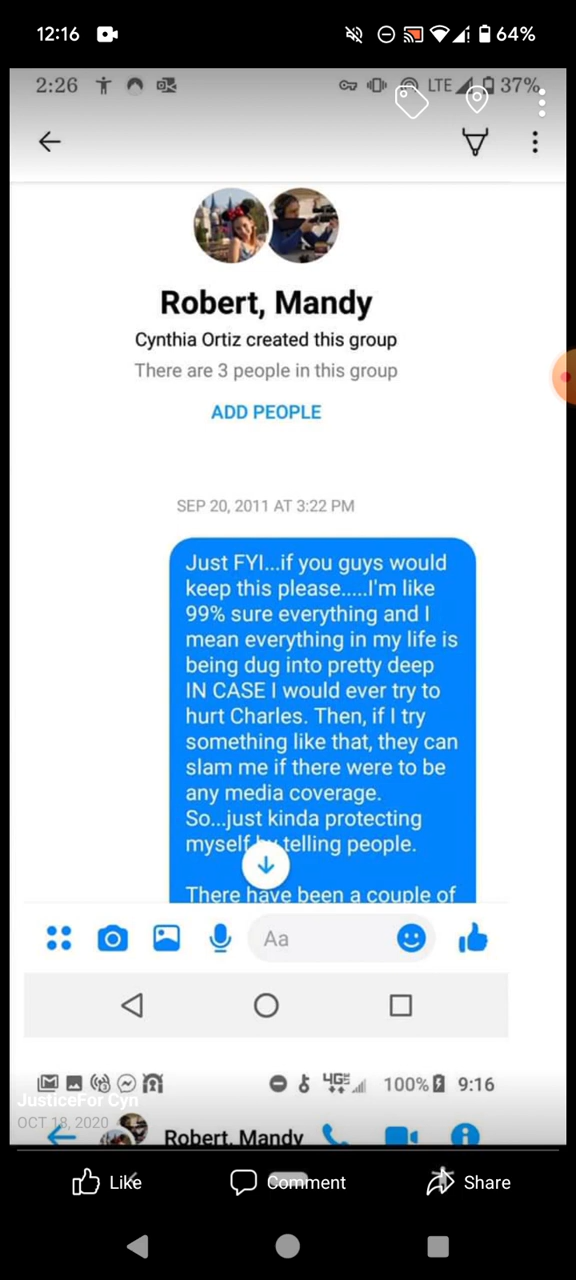 12:16
64%
2:26
LTE
37%
Robert, Mandy
Cynthia Ortiz created this group
There are 3 people in this group
ADD PEOPLE
SEP 20, 2011 AT 3:22 PM
Just FYI...if you guys would
keep this please.....I'm like
99% sure everything and I
mean everything in my life is
being dug into pretty deep
IN CASE I would ever try to
hurt Charles. Then, if I try
something like that, they can
slam me if there were to be
any media coverage.
So...just kinda protecting
myself by telling people.
There have been a couple of
Aa
4G
100%
9:16
JusticeFor Cyn
OCT 18, 2020
Robert, Mandy
Like
Comment
Share